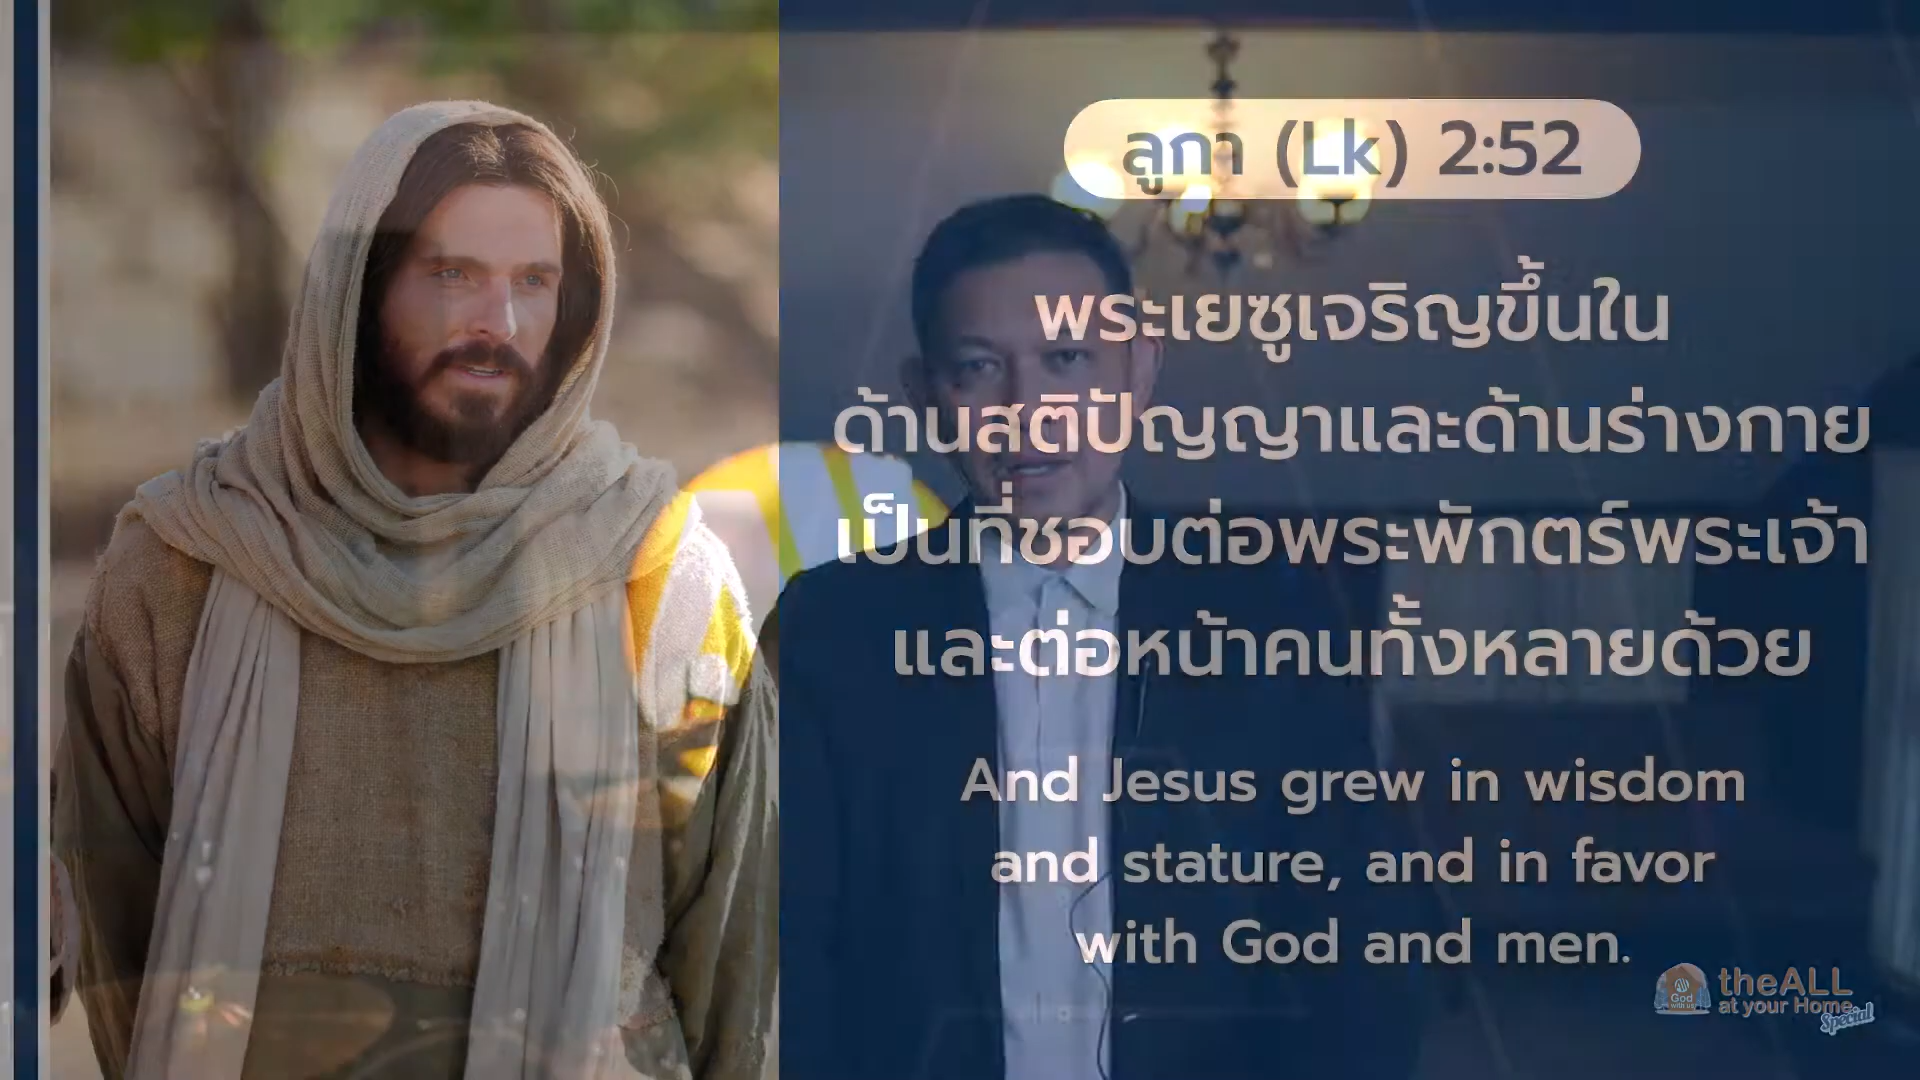 ลูกา (Lk) 2:52
พระเยซูเจริญขึ้นใน
ด้านสติปัญญาและด้านร่างกาย
เป็นที่ชอบต่อพระพักตร์พระเจ้า
และต่อหน้าคนทั้งหลายด้วย
And Jesus grew in wisdom
and stature, and in favor
with God and men.
God
with us
theALL
at your Home
Special